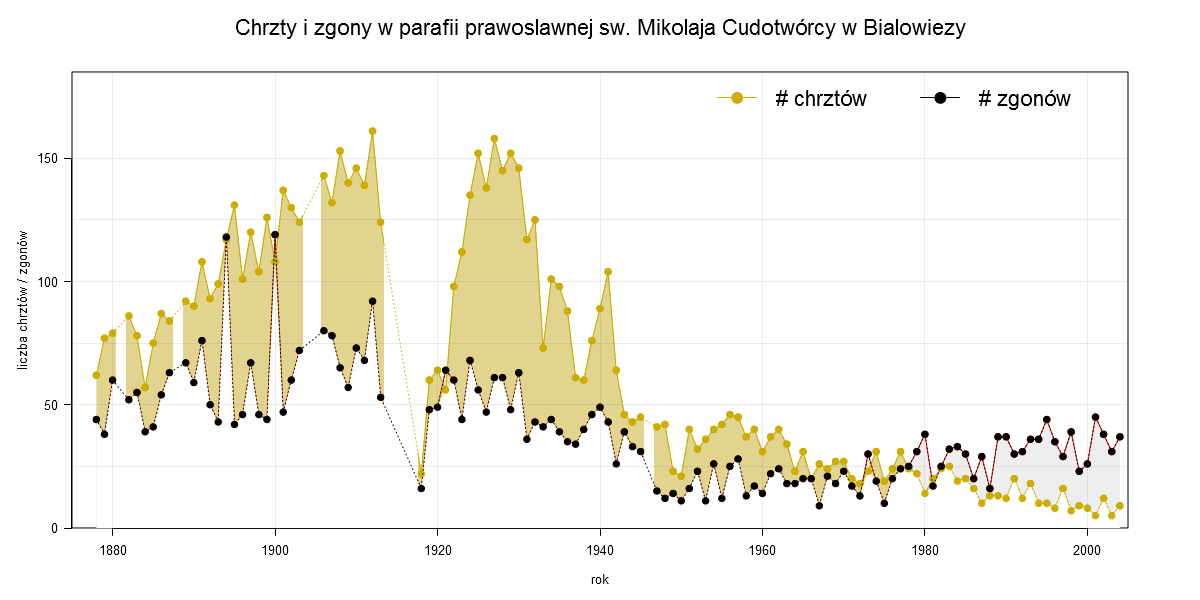 Chrzty i zgony w parafii prawoslawnej sw. Mikolaja Cudotwórcy w Bialowiezy
# chrztów
# zgonów
liczba chrztów / zgonów
150
100
50
0
1880
1900
1920
1940
1960
1980
2000
rok